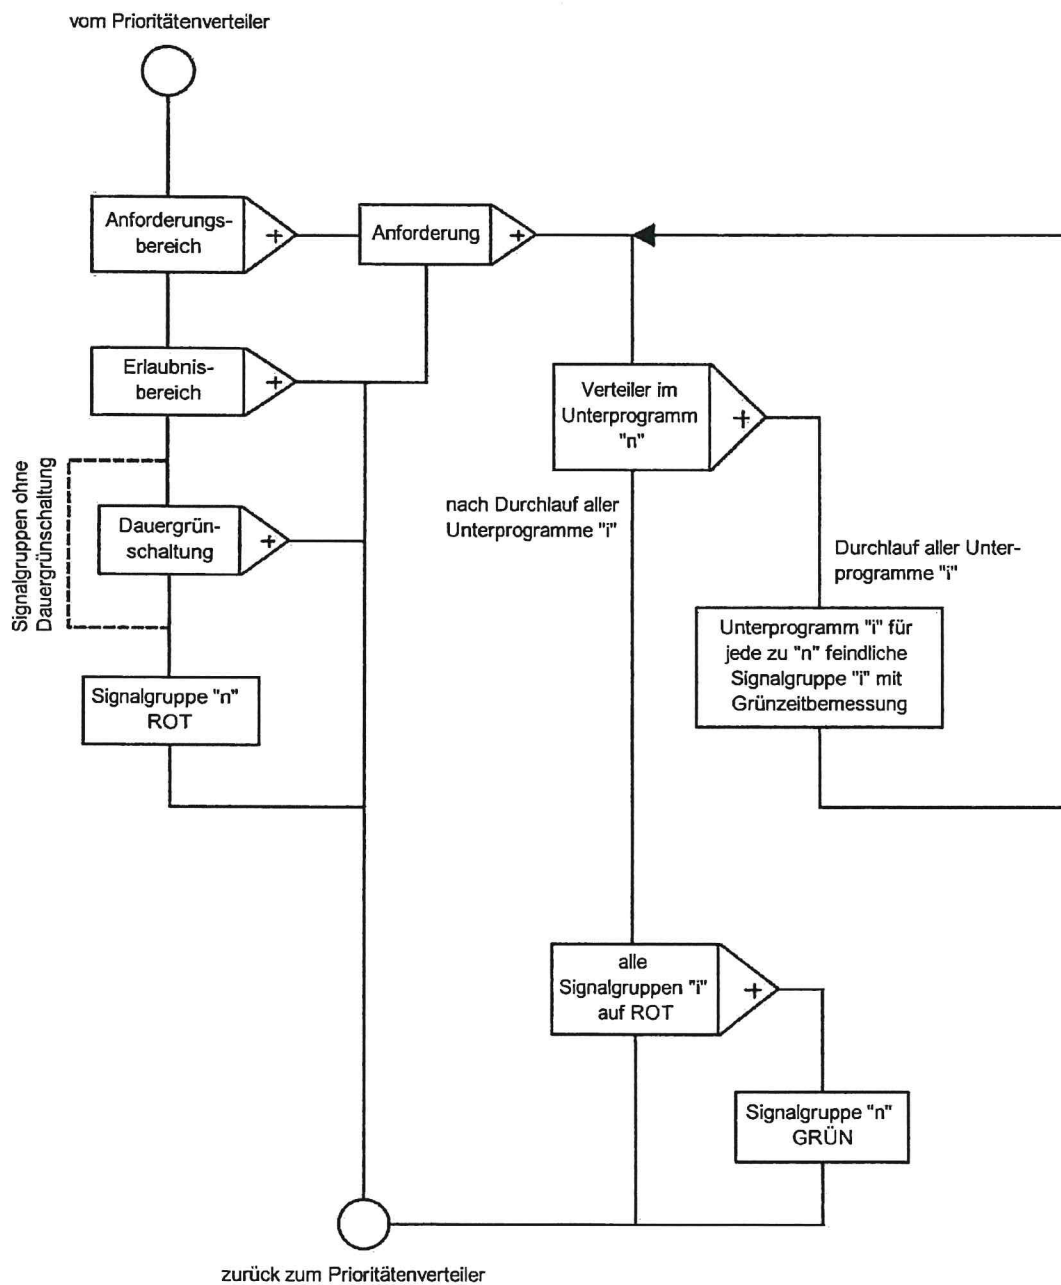 vom Prioritätenverteiler
Anforderungs-
bereich
+
Anforderung
+
Erlaubnis-
bereich
+
Verteiler im
Unterprogramm
"n"
+
Signalgruppen ohne
Dauergrünschaltung
nach Durchlauf aller
Unterprogramme "i"
Dauergrün-
schaltung
+
Durchlauf aller Unter-
programme "i"
Unterprogramm "i" für
jede zu "n" feindliche
Signalgruppe "i" mit
Grünzeitbemessung
Signalgruppe "n"
ROT
alle
Signalgruppen "i"
auf ROT
+
Signalgruppe "n"
GRÜN
zurück zum Prioritätenverteiler